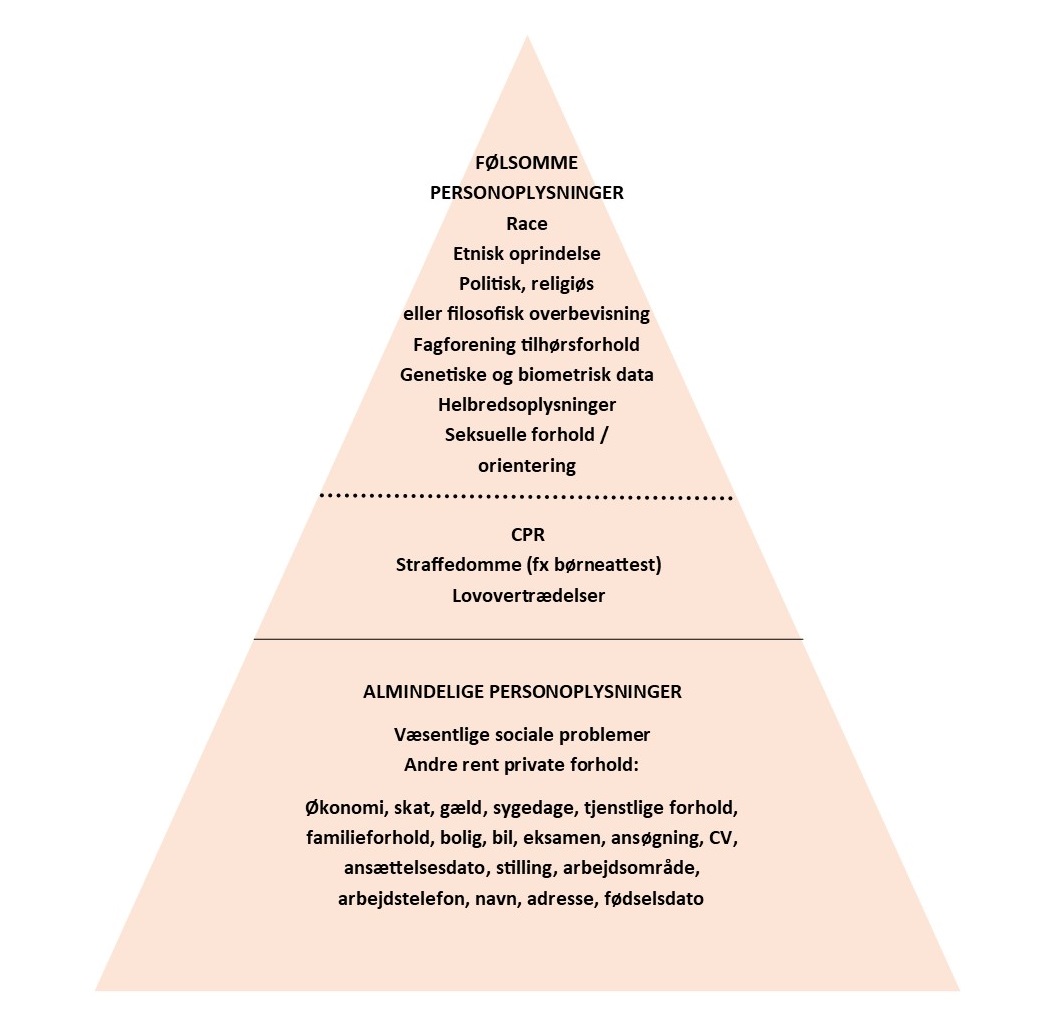 FØLSOMME
PERSONOPLYSNINGER
Race
Etnisk oprindelse
Politisk, religiøs
eller filosofisk overbevisning
Fagforening tilhørsforhold
Genetiske og biometrisk data
Helbredsoplysninger
Seksuelle forhold /
orientering
CPR
Straffedomme (fx børneattest)
Lovovertrædelser
ALMINDELIGE PERSONOPLYSNINGER
Væsentlige sociale problemer
Andre rent private forhold:
Økonomi, skat, gæld, sygedage, tjenstlige forhold,
familieforhold, bolig, bil, eksamen, ansøgning, CV,
ansættelsesdato, stilling, arbejdsområde,
arbejdstelefon, navn, adresse, fødselsdato